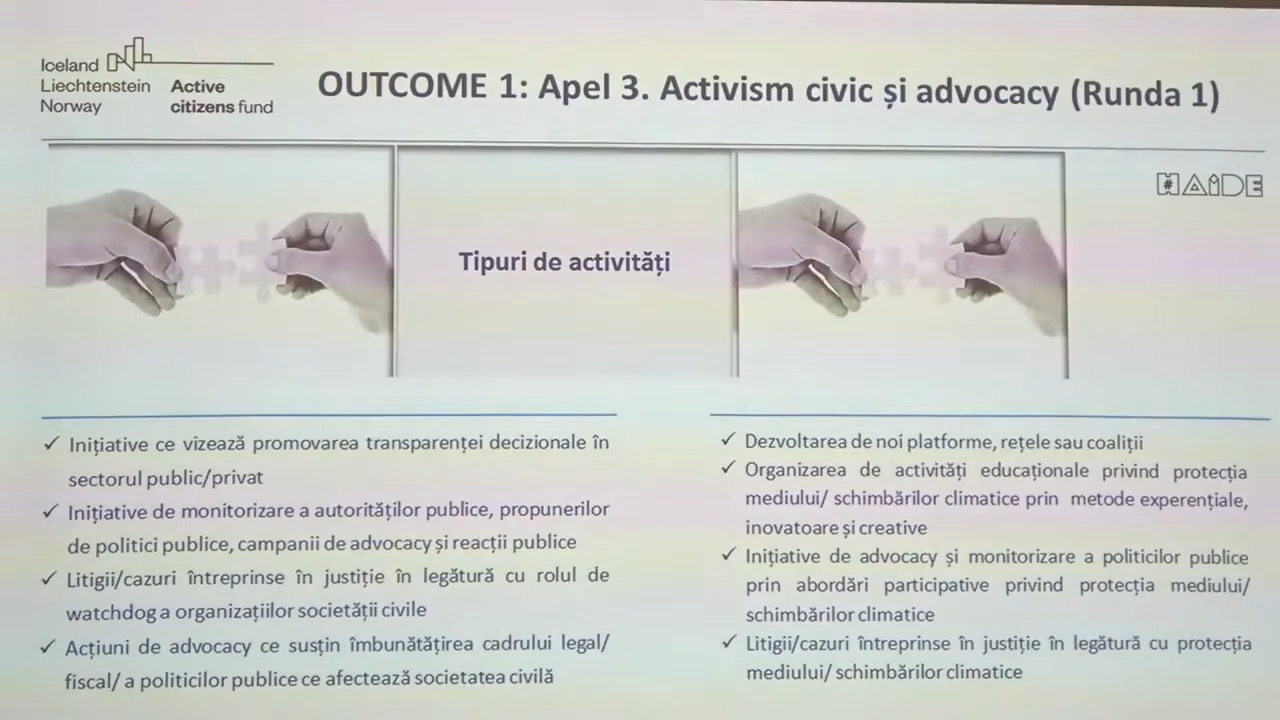 Iceland
Liechtenstein Active
Norway citizens fund
OUTCOME 1: Apel 3. Activism civic și advocacy (Runda 1)
#HAIDE
Tipuri de activități
✓ Inițiative ce vizează promovarea transparenței decizionale în
sectorul public/privat
✓ Inițiative de monitorizare a autorităților publice, propunerilor
de politici publice, campanii de advocacy și reacții publice
✓ Litigii/cazuri întreprinse în justiție în legătură cu rolul de
watchdog a organizațiilor societății civile
✓ Acțiuni de advocacy ce susțin îmbunătățirea cadrului legal/
fiscal/ a politicilor publice ce afectează societatea civilă
✓ Dezvoltarea de noi platforme, rețele sau coaliții
✓ Organizarea de activități educaționale privind protecția
mediului/ schimbărilor climatice prin metode experențiale,
inovatoare și creative
✓ Inițiative de advocacy și monitorizare a politicilor publice
prin abordări participative privind protecția mediului/
schimbărilor climatice
✓ Litigii/cazuri întreprinse în justiție în legătură cu protecția
mediului/ schimbărilor climatice